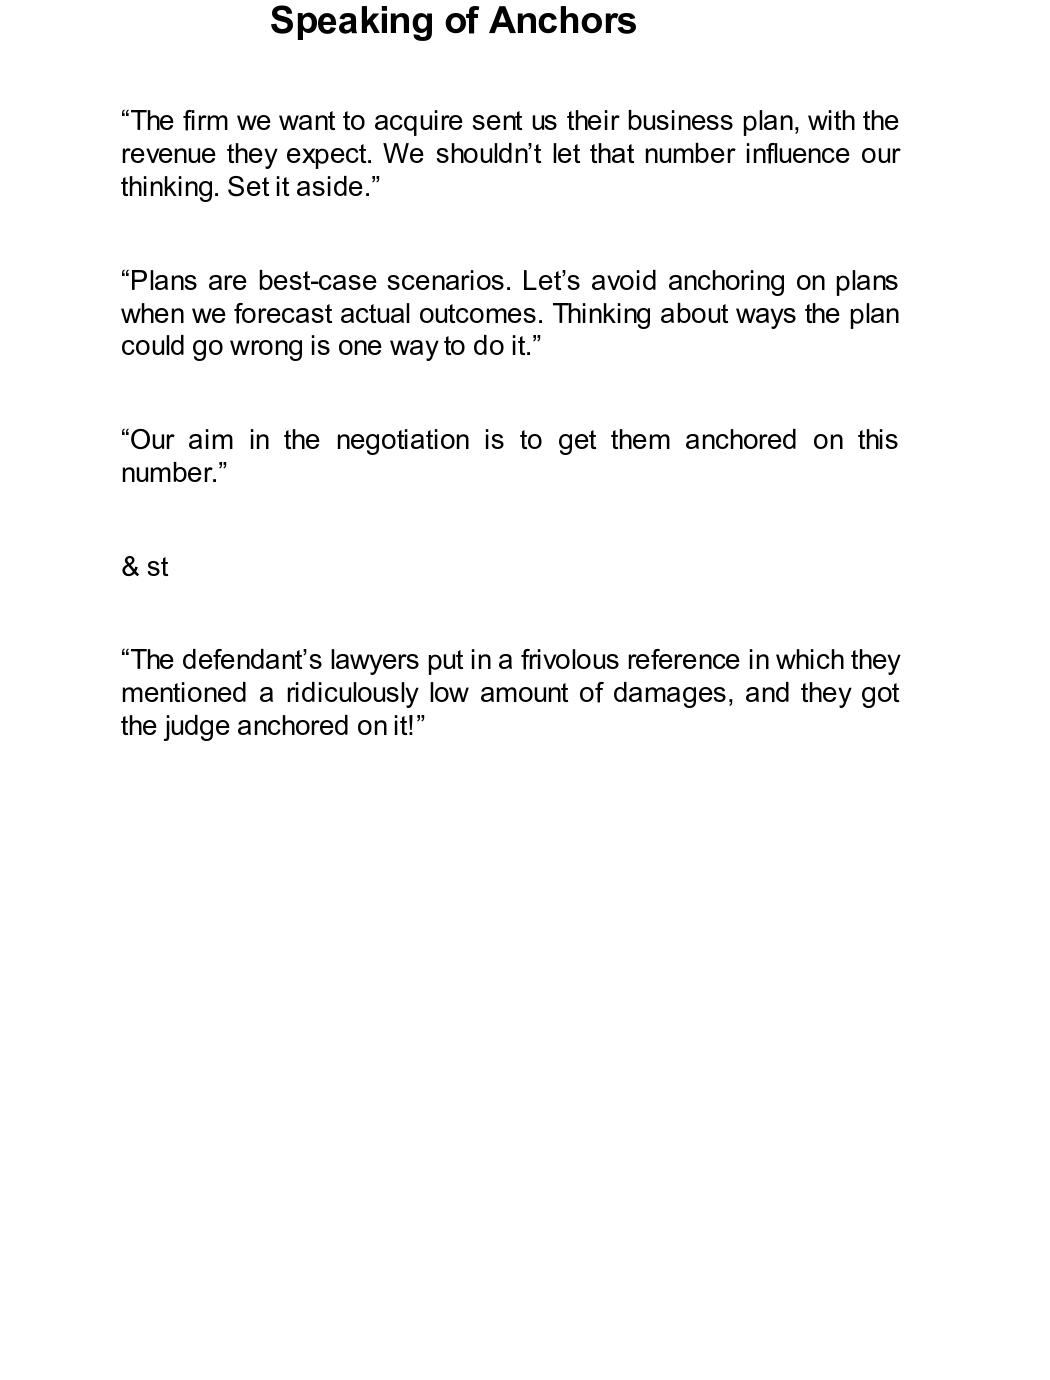 Speaking of Anchors
“The firm we want to acquire sent us their business plan, with the
revenue they expect. We shouldn’t let that number influence our
thinking. Set it aside.”
“Plans are best-case scenarios. Let’s avoid anchoring on plans
when we forecast actual outcomes. Thinking about ways the plan
could go wrong is one way to do it.”
“Our aim in the negotiation is to get them anchored on this
number.”
& st
“The defendant’s lawyers put in a frivolous reference in which they
mentioned a ridiculously low amount of damages, and they got
the judge anchored on it!”